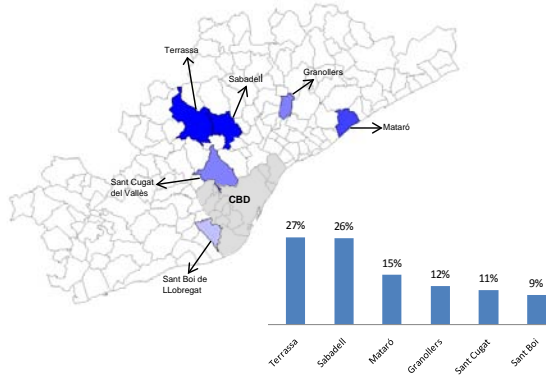 Terrassa
Sabadell
Granollers
Mataró
Sant Cugat
del Vallès
CBD
Sant Boi de
LLobregat
27%
26%
15%
12%
11%
9%
Terrassa
Sabadell
Mataró
Granollers
Sant Cugat
Sant Boi